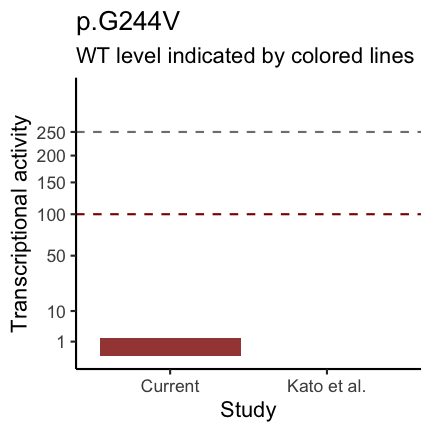 p.G244V
WT level indicated by colored lines
Transcriptional activity
250
200
150
100
50
10
1
Current
Kato et al.
Study